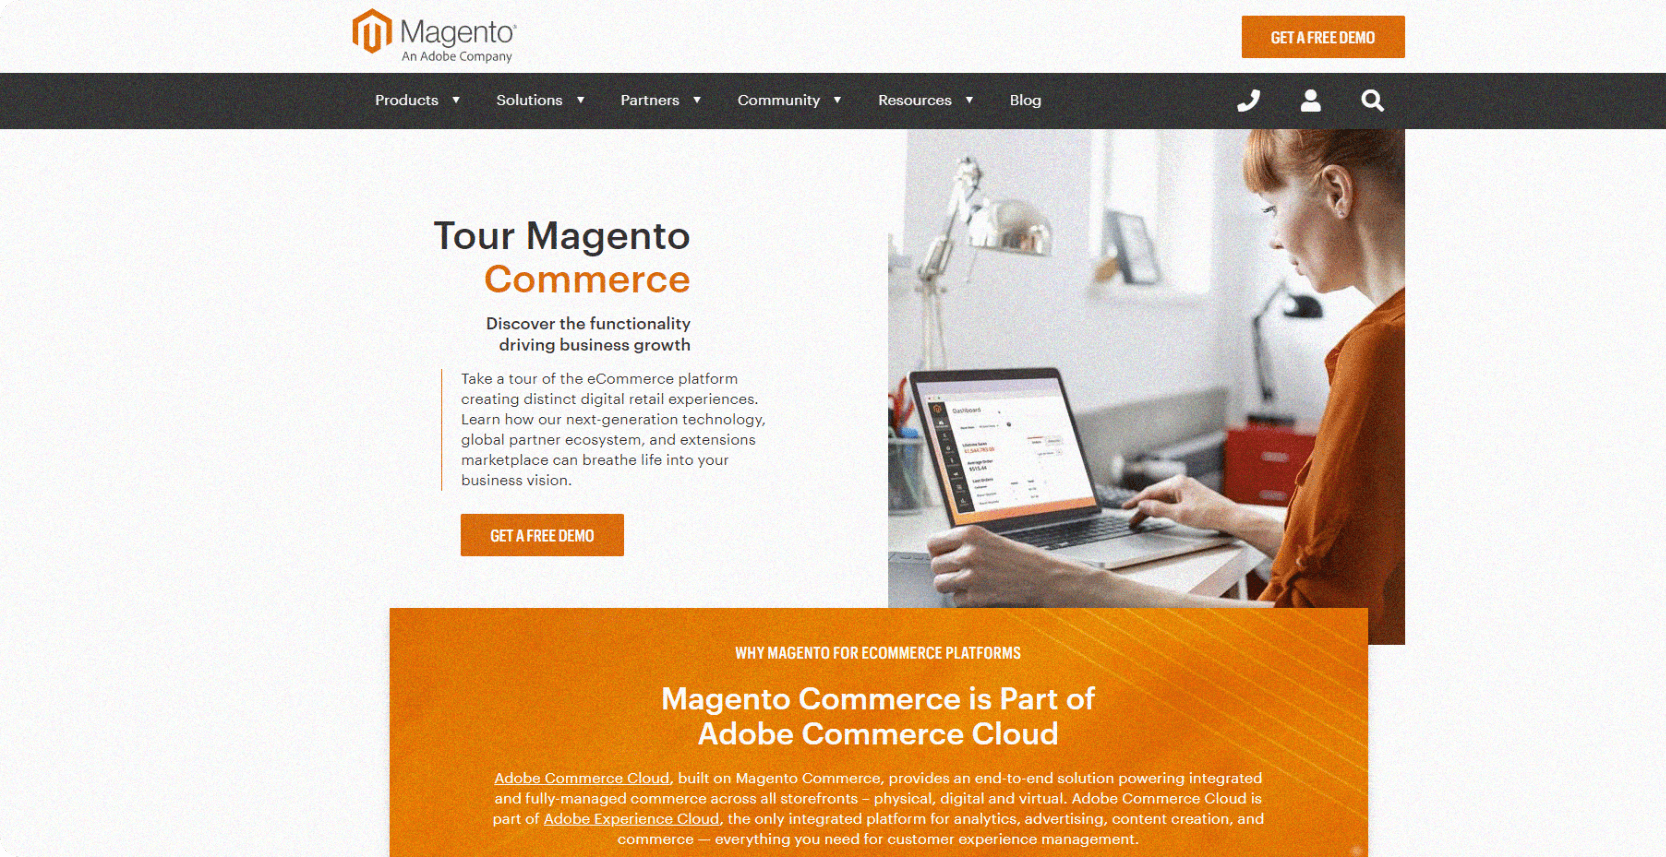 Magento®
An Adobe Company
GET A FREE DEMO
Products
Solutions
Partners
Community
Resources
Blog
Tour Magento
Commerce
Discover the functionality
driving business growth
Take a tour of the eCommerce platform
creating distinct digital retail experiences.
Learn how our next-generation technology,
global partner ecosystem, and extensions
marketplace can breathe life into your
business vision.
GET A FREE DEMO
Dashboard
Lifetime Sales
Average Order
Last Orders
WHY MAGENTO FOR ECOMMERCE PLATFORMS
Magento Commerce is Part of
Adobe Commerce Cloud
Adobe Commerce Cloud, built on Magento Commerce, provides an end-to-end solution powering integrated
and fully-managed commerce across all storefronts – physical, digital and virtual. Adobe Commerce Cloud is
part of Adobe Experience Cloud, the only integrated platform for analytics, advertising, content creation, and
commerce — everything you need for customer experience management.